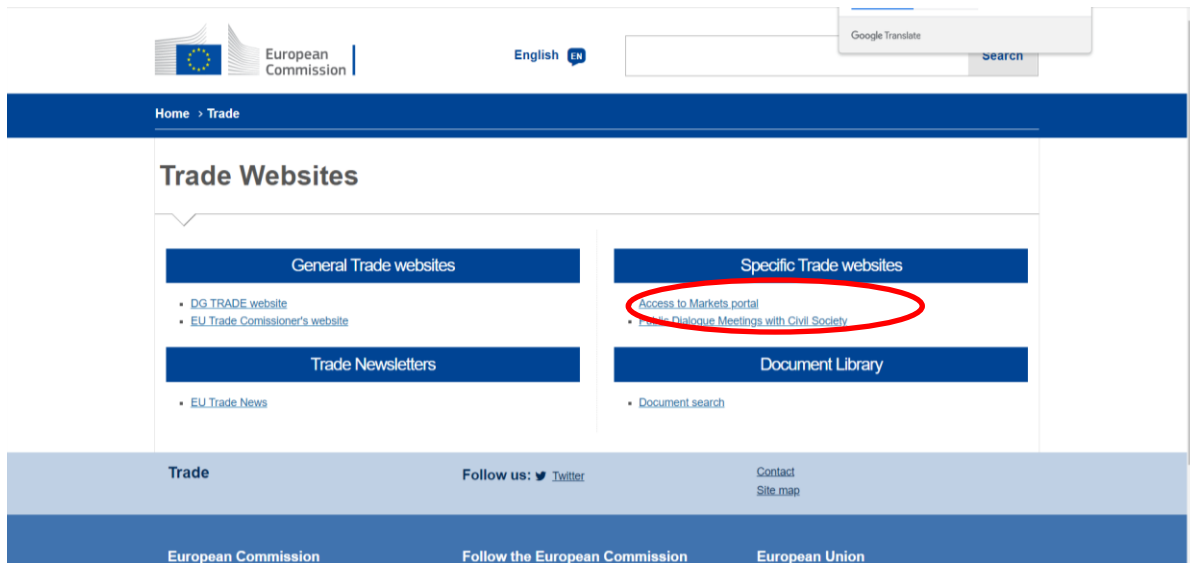 Google Translate
European
Commission
English EN
Search
Home > Trade
Trade Websites
General Trade websites
DG TRADE website
EU Trade Comissioner's website
Specific Trade websites
Access to Markets portal
Public Dialogue Meetings with Civil Society
Trade Newsletters
EU Trade News
Document Library
Document search
Trade
Follow us: Twitter
Contact
Site map
European Commission
Follow the European Commission
European Union